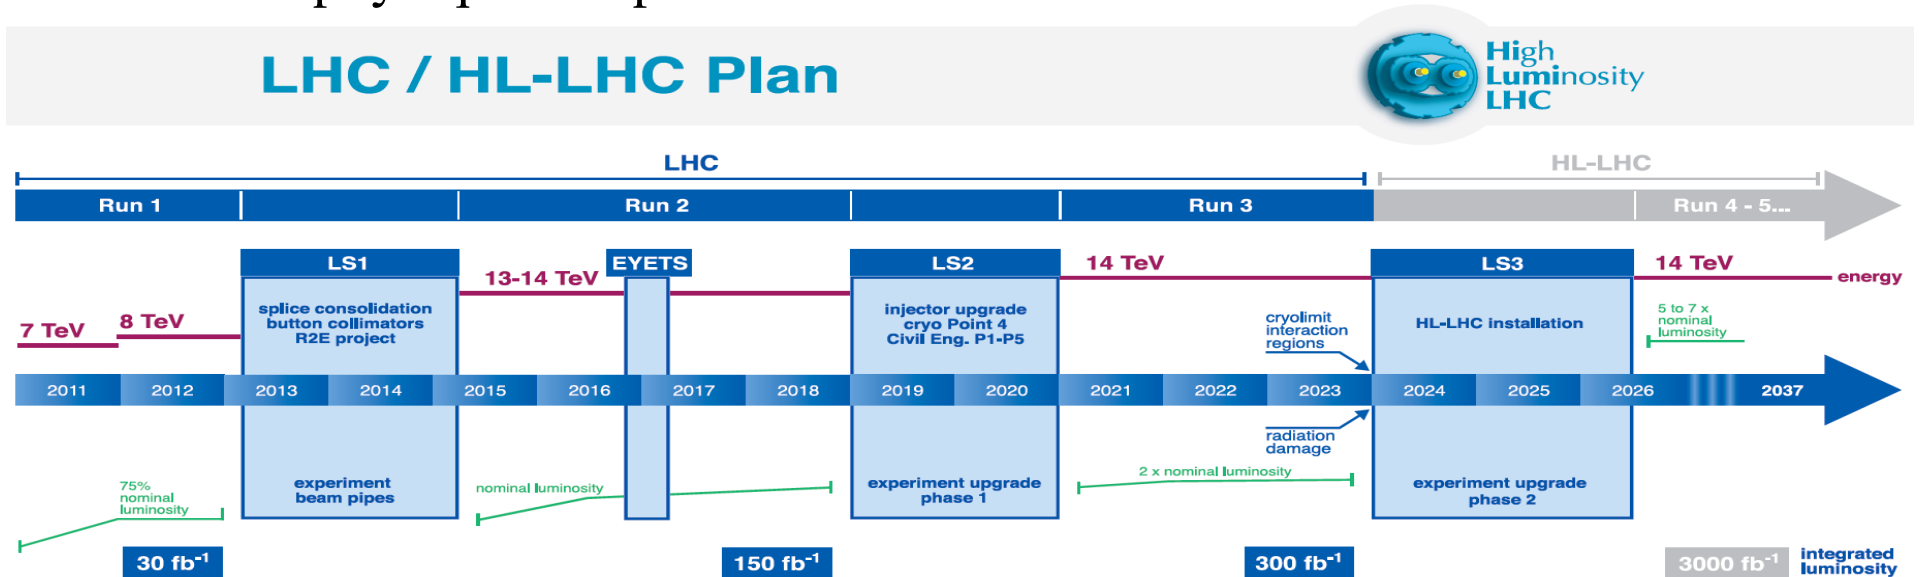 LHC / HL-LHC Plan
High
Luminosity
LHC
LHC
HL-LHC
Run 1
Run 2
Run 3
Run 4 - 5...
LS1
EYETS
LS2
LS3
13-14 TeV
14 TeV
14 TeV
energy
7 TeV
8 TeV
splice consolidation
button collimators
R2E project
injector upgrade
cryo Point 4
Civil Eng. P1-P5
cryolimit
interaction
regions
HL-LHC installation
5 to 7 x
nominal
luminosity
2011
2012
2013
2014
2015
2016
2017
2018
2019
2020
2021
2022
2023
2024
2025
2026
2037
radiation
damage
75%
nominal
luminosity
experiment
beam pipes
nominal luminosity
experiment upgrade
phase 1
2 x nominal luminosity
experiment upgrade
phase 2
30 fb⁻¹
150 fb⁻¹
300 fb⁻¹
3000 fb⁻¹
integrated
luminosity